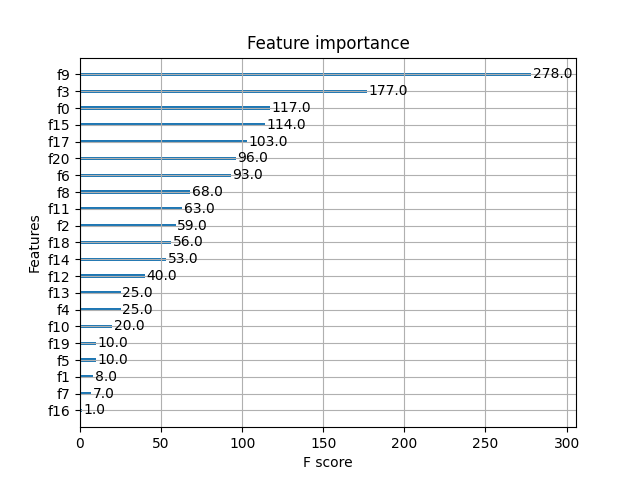 Feature importance
f9 278.0
f3 177.0
f0 117.0
f15 114.0
f17 103.0
f20 96.0
f6 93.0
f8 68.0
f11 63.0
f2 59.0
f18 56.0
f14 53.0
f12 40.0
f13 25.0
f4 25.0
f10 20.0
f19 10.0
f5 10.0
f1 8.0
f7 7.0
f16 1.0
Features
0 50 100 150 200 250 300
F score